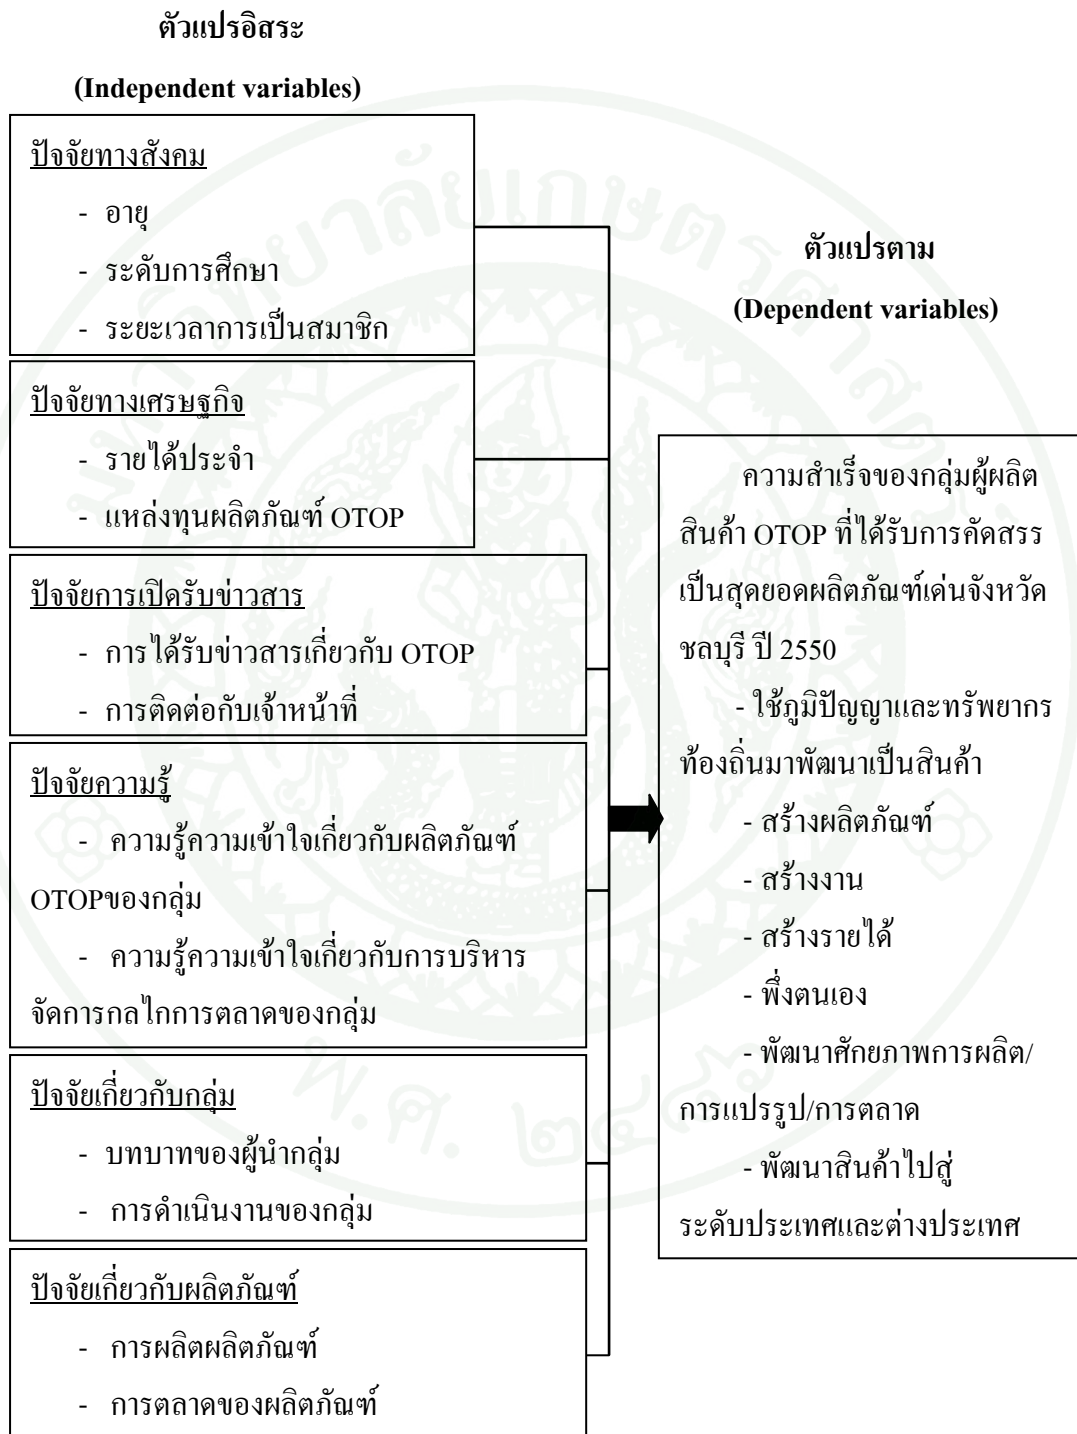 ตัวแปรอิสระ
(Independent variables)
ปัจจัยทางสังคม
- อายุ
- ระดับการศึกษา
- ระยะเวลาการเป็นสมาชิก
ปัจจัยทางเศรษฐกิจ
- รายได้ประจำ
- แหล่งทุนผลิตภัณฑ์ OTOP
ปัจจัยการเปิดรับข่าวสาร
- การได้รับข่าวสารเกี่ยวกับ OTOP
- การติดต่อกับเจ้าหน้าที่
ปัจจัยความรู้
- ความรู้ความเข้าใจเกี่ยวกับผลิตภัณฑ์
OTOPของกลุ่ม
- ความรู้ความเข้าใจเกี่ยวกับการบริหาร
จัดการกลไกการตลาดของกลุ่ม
ปัจจัยเกี่ยวกับกลุ่ม
- บทบาทของผู้นำกลุ่ม
- การดำเนินงานของกลุ่ม
ปัจจัยเกี่ยวกับผลิตภัณฑ์
- การผลิตผลิตภัณฑ์
- การตลาดของผลิตภัณฑ์
ตัวแปรตาม
(Dependent variables)
ความสำเร็จของกลุ่มผู้ผลิต
สินค้า OTOP ที่ได้รับการคัดสรร
เป็นสุดยอดผลิตภัณฑ์เด่นจังหวัด
ชลบุรี ปี 2550
- ใช้ภูมิปัญญาและทรัพยากร
ท้องถิ่นมาพัฒนาเป็นสินค้า
- สร้างผลิตภัณฑ์
- สร้างงาน
- สร้างรายได้
- พึ่งตนเอง
- พัฒนาศักยภาพการผลิต/
การแปรรูป/การตลาด
- พัฒนาสินค้าไปสู่
ระดับประเทศและต่างประเทศ
มหาวิทยาลัยเกษตรศาสตร์
พ.ศ. ๒๔๘๖